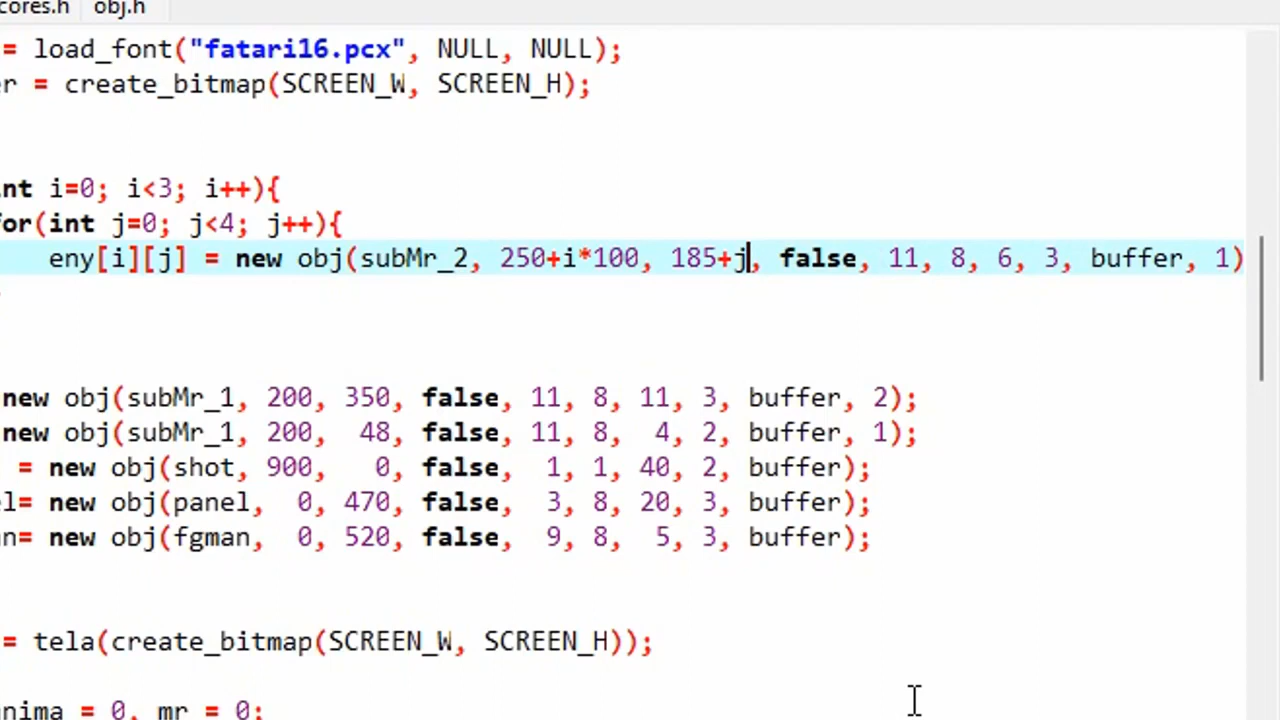 cores.h obj.h
= load_font("fatari16.pcx", NULL, NULL);
er = create_bitmap(SCREEN_W, SCREEN_H);
int i=0; i<3; i++){
for(int j=0; j<4; j++){
eny[i][j] = new obj(subMr_2, 250+i*100, 185+j, false, 11, 8, 6, 3, buffer, 1)
new obj(subMr_1, 200, 350, false, 11, 8, 11, 3, buffer, 2);
new obj(subMr_1, 200, 48, false, 11, 8, 4, 2, buffer, 1);
= new obj(shot, 900, 0, false, 1, 1, 40, 2, buffer);
el= new obj(panel, 0, 470, false, 3, 8, 20, 3, buffer);
an= new obj(fgman, 0, 520, false, 9, 8, 5, 3, buffer);
= tela(create_bitmap(SCREEN_W, SCREEN_H));
nima = 0, mr = 0;